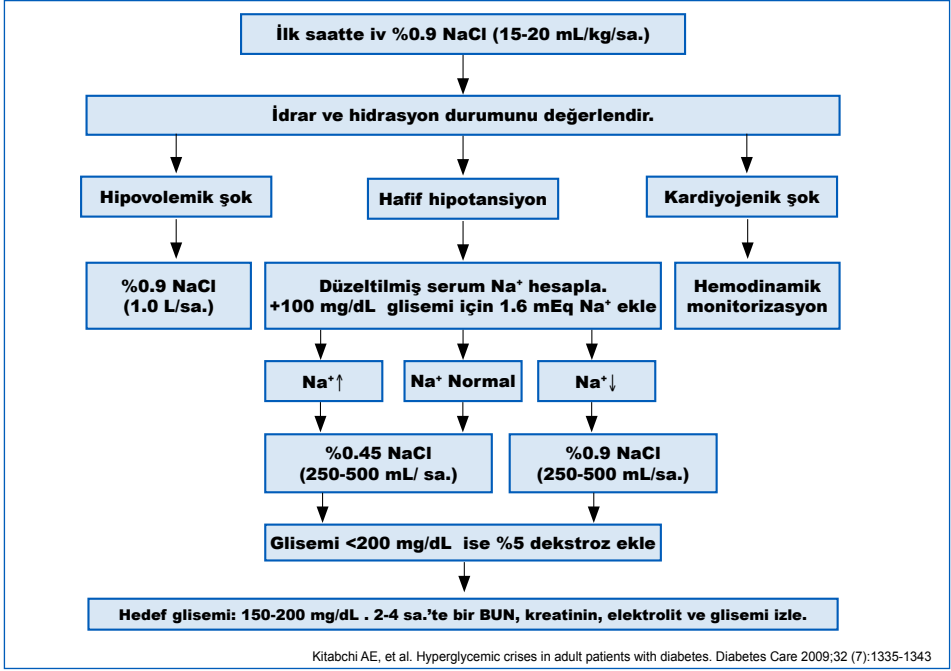 İlk saatte iv %0.9 NaCl (15-20 mL/kg/sa.)
İdrar ve hidrasyon durumunu değerlendir.
Hipovolemik şok
Hafif hipotansiyon
Kardiyojenik şok
%0.9 NaCl
(1.0 L/sa.)
Düzeltilmiş serum Na⁺ hesapla.
+100 mg/dL glisemi için 1.6 mEq Na⁺ ekle
Hemodinamik
monitorizasyon
Na⁺↑
Na⁺ Normal
Na⁺↓
%0.45 NaCl
(250-500 mL/ sa.)
%0.9 NaCl
(250-500 mL/sa.)
Glisemi <200 mg/dL ise %5 dekstroz ekle
Hedef glisemi: 150-200 mg/dL . 2-4 sa.'te bir BUN, kreatinin, elektrolit ve glisemi izle.
Kitabchi AE, et al. Hyperglycemic crises in adult patients with diabetes. Diabetes Care 2009;32 (7):1335-1343